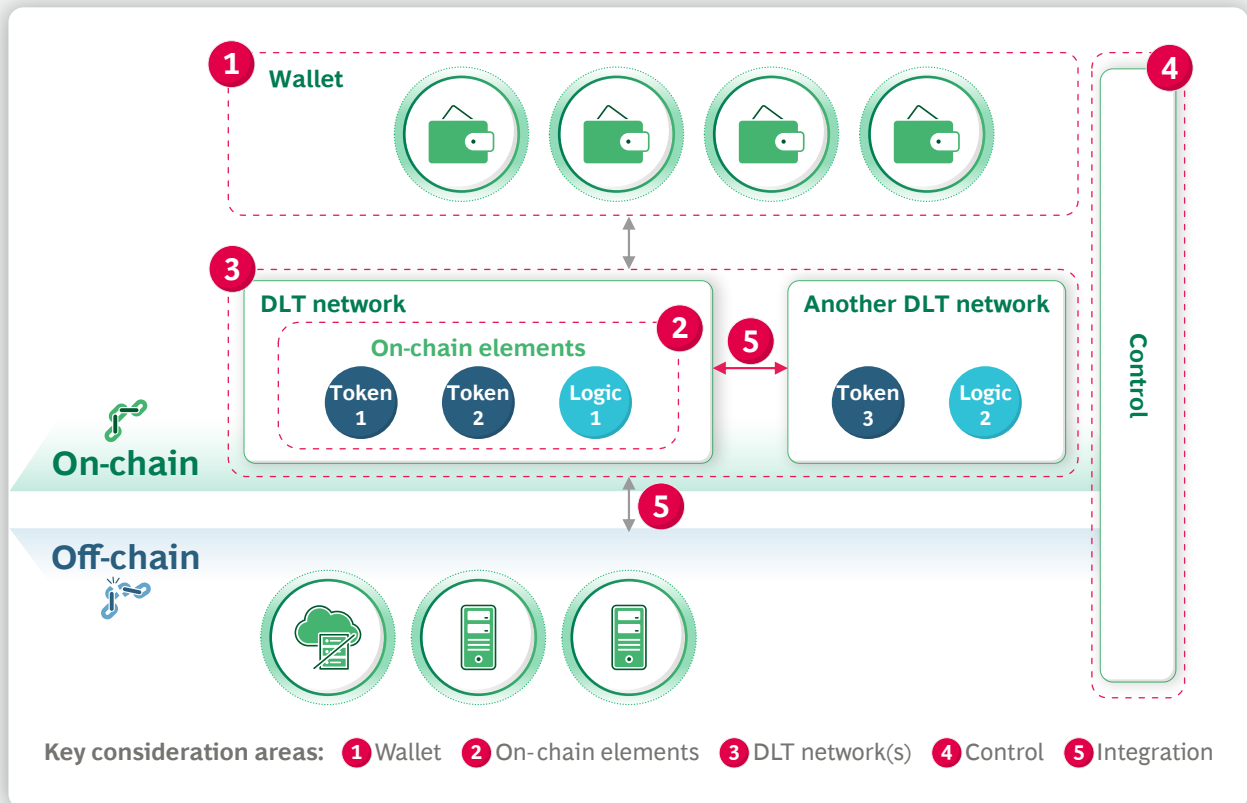 1
Wallet
4
3
DLT network
Another DLT network
2
On-chain elements
5
Token
1
Token
2
Logic
1
Token
3
Logic
2
Control
On-chain
5
Off-chain
Key consideration areas: 1 Wallet 2 On-chain elements 3 DLT network(s) 4 Control 5 Integration